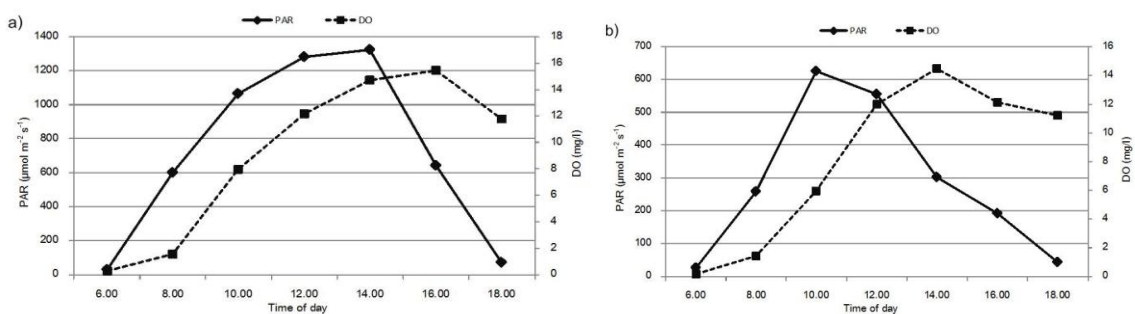 a)
PAR DO
1400
1200
1000
800
600
400
200
0
PAR (µmol m⁻² s⁻¹)
18
16
14
12
10
8
6
4
2
0
DO (mg/l)
6.00 8.00 10.00 12.00 14.00 16.00 18.00
Time of day
b)
PAR DO
700
600
500
400
300
200
100
0
PAR (µmol m⁻² s⁻¹)
16
14
12
10
8
6
4
2
0
DO (mg/l)
6.00 8.00 10.00 12.00 14.00 16.00 18.00
Time of day